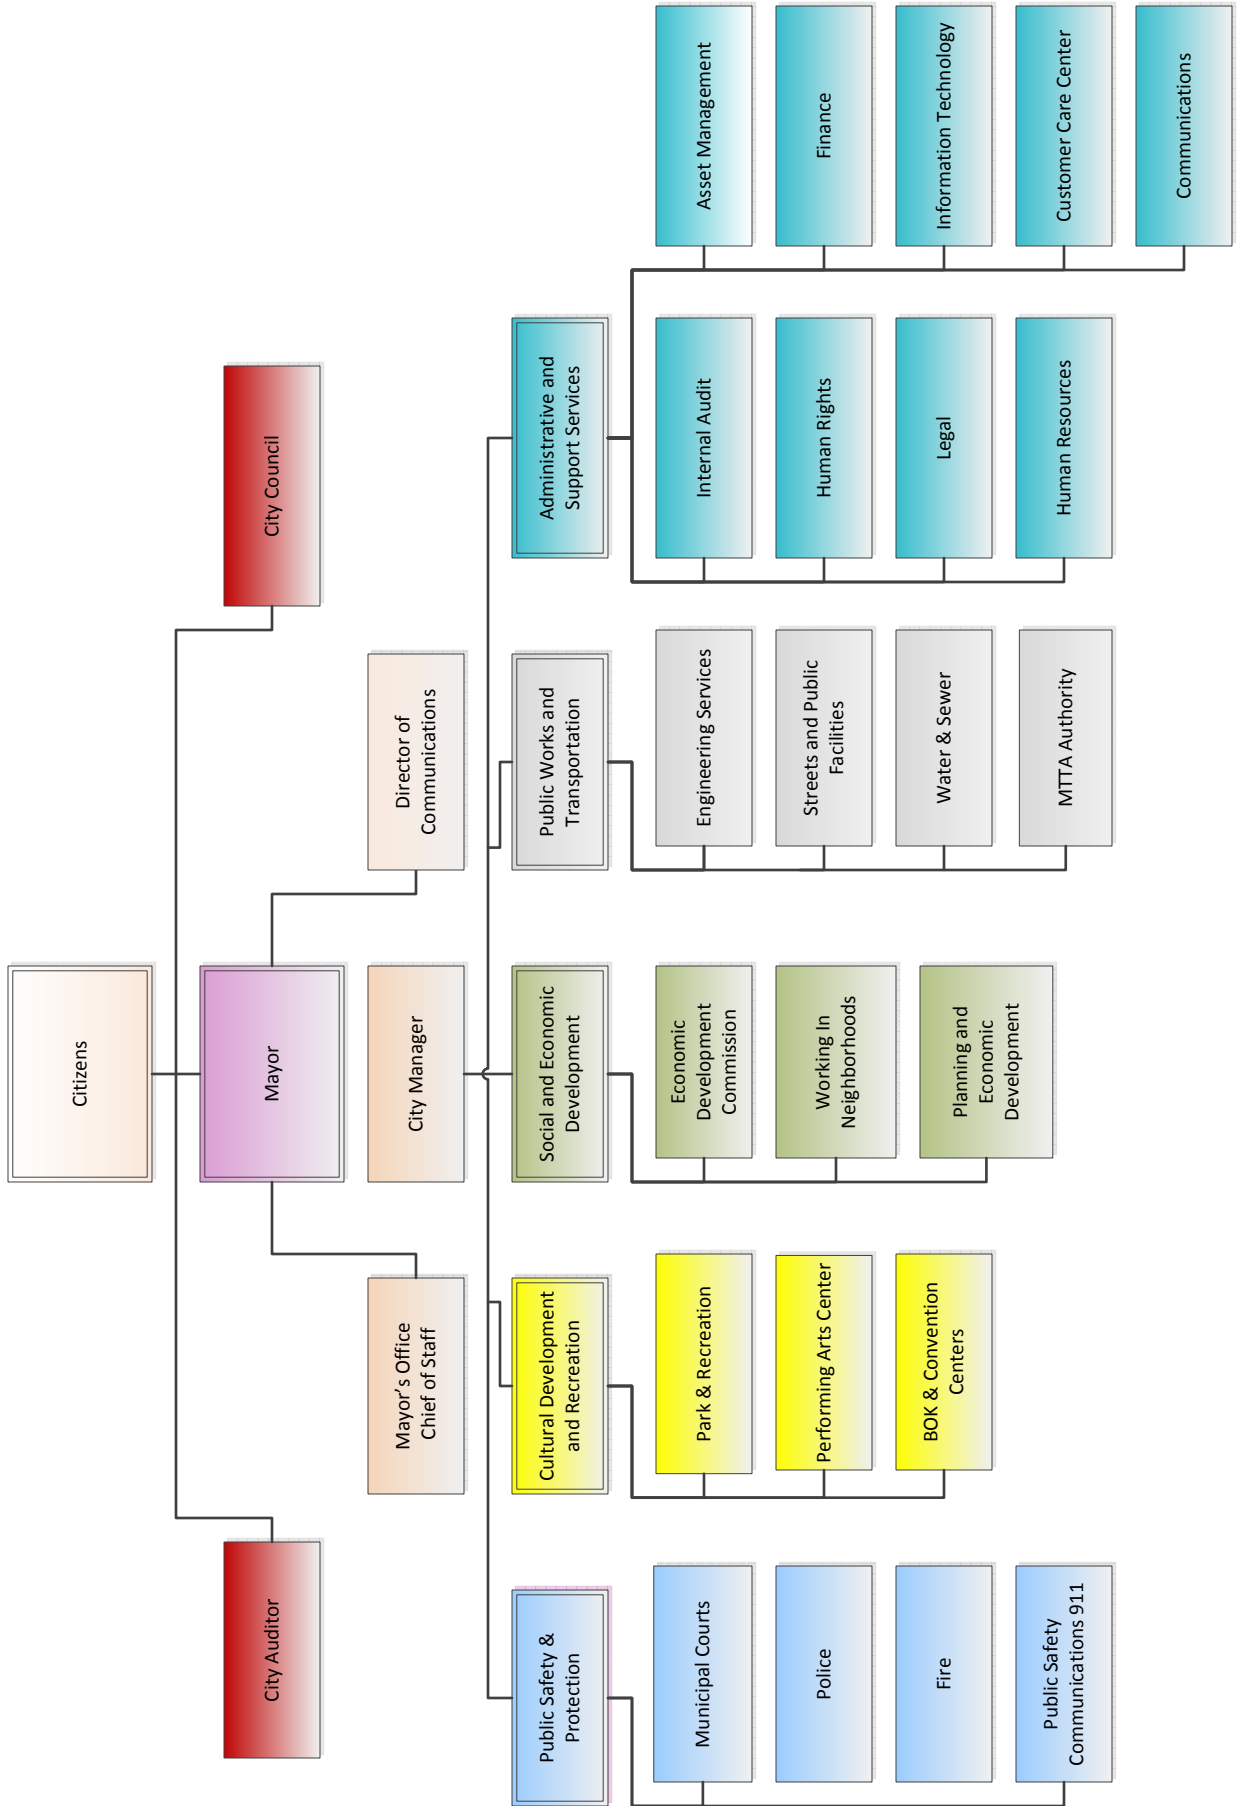 Citizens
City Auditor
Mayor
City Council
Mayor's Office
Chief of Staff
City Manager
Director of
Communications
Public Safety &
Protection
Cultural Development
and Recreation
Social and Economic
Development
Public Works and
Transportation
Administrative and
Support Services
Municipal Courts
Police
Fire
Public Safety
Communications 911
Park & Recreation
Performing Arts Center
BOK & Convention
Centers
Economic
Development
Commission
Working In
Neighborhoods
Planning and
Economic
Development
Engineering Services
Streets and Public
Facilities
Water & Sewer
MTTA Authority
Internal Audit
Human Rights
Legal
Human Resources
Asset Management
Finance
Information Technology
Customer Care Center
Communications